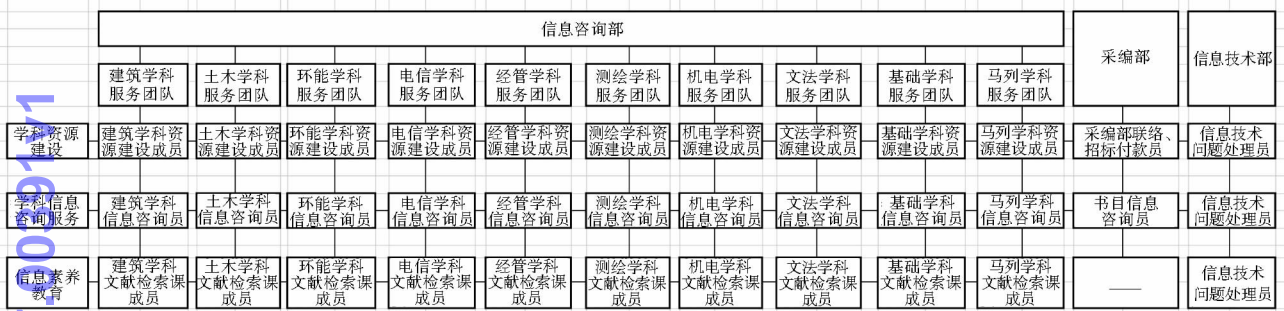 信息咨询部
采编部
信息技术部
建筑学科
服务团队
土木学科
服务团队
环能学科
服务团队
电信学科
服务团队
经管学科
服务团队
测绘学科
服务团队
机电学科
服务团队
文法学科
服务团队
基础学科
服务团队
马列学科
服务团队
学科资源
建设
建筑学科资
源建设成员
土木学科资
源建设成员
环能学科资
源建设成员
电信学科资
源建设成员
经管学科资
源建设成员
测绘学科资
源建设成员
机电学科资
源建设成员
文法学科资
源建设成员
基础学科资
源建设成员
马列学科资
源建设成员
采编部联络、
招标付款员
信息技术
问题处理员
学科信息
咨询服务
建筑学科
信息咨询员
土木学科
信息咨询员
环能学科
信息咨询员
电信学科
信息咨询员
经管学科
信息咨询员
测绘学科
信息咨询员
机电学科
信息咨询员
文法学科
信息咨询员
基础学科
信息咨询员
马列学科
信息咨询员
书目信息
咨询员
信息技术
问题处理员
信息素养
教育
建筑学科
文献检索课
成员
土木学科
文献检索课
成员
环能学科
文献检索课
成员
电信学科
文献检索课
成员
经管学科
文献检索课
成员
测绘学科
文献检索课
成员
机电学科
文献检索课
成员
文法学科
文献检索课
成员
基础学科
文献检索课
成员
马列学科
文献检索课
成员
——
信息技术
问题处理员
.00391v1